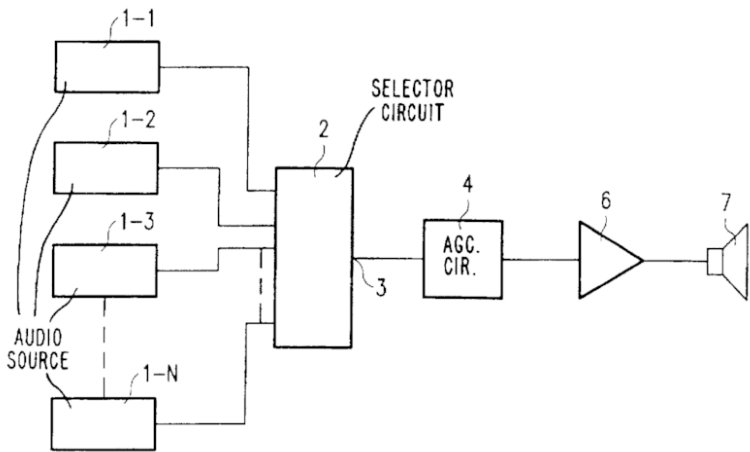 1-1
1-2
1-3
1-N
AUDIO
SOURCE
SELECTOR
CIRCUIT
2
3
4
AGC.
CIR.
6
7